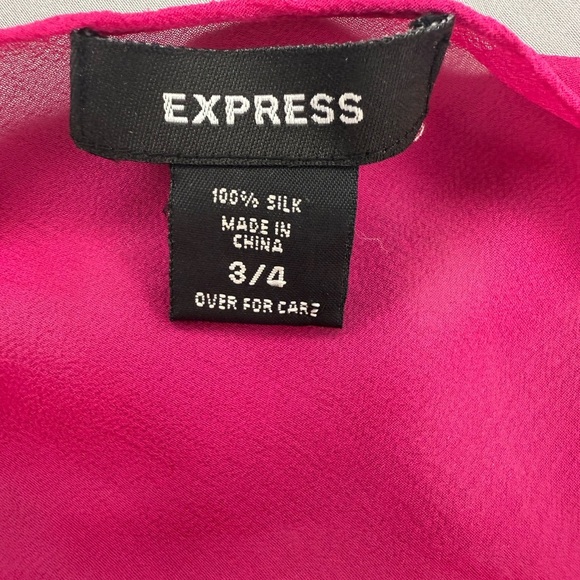 EXPRESS
100% SILK
MADE IN
CHINA
3/4
OVER FOR CARE